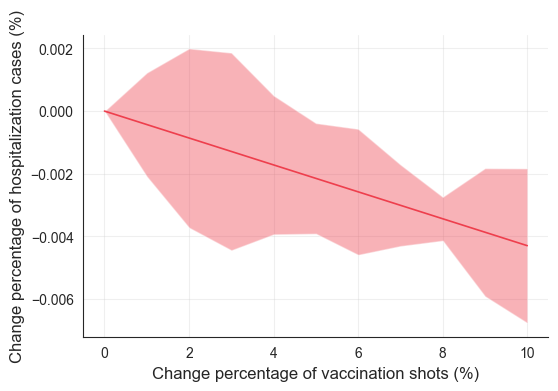 Change percentage of hospitalization cases (%)
0.002
0.000
−0.002
−0.004
−0.006
0 2 4 6 8 10
Change percentage of vaccination shots (%)